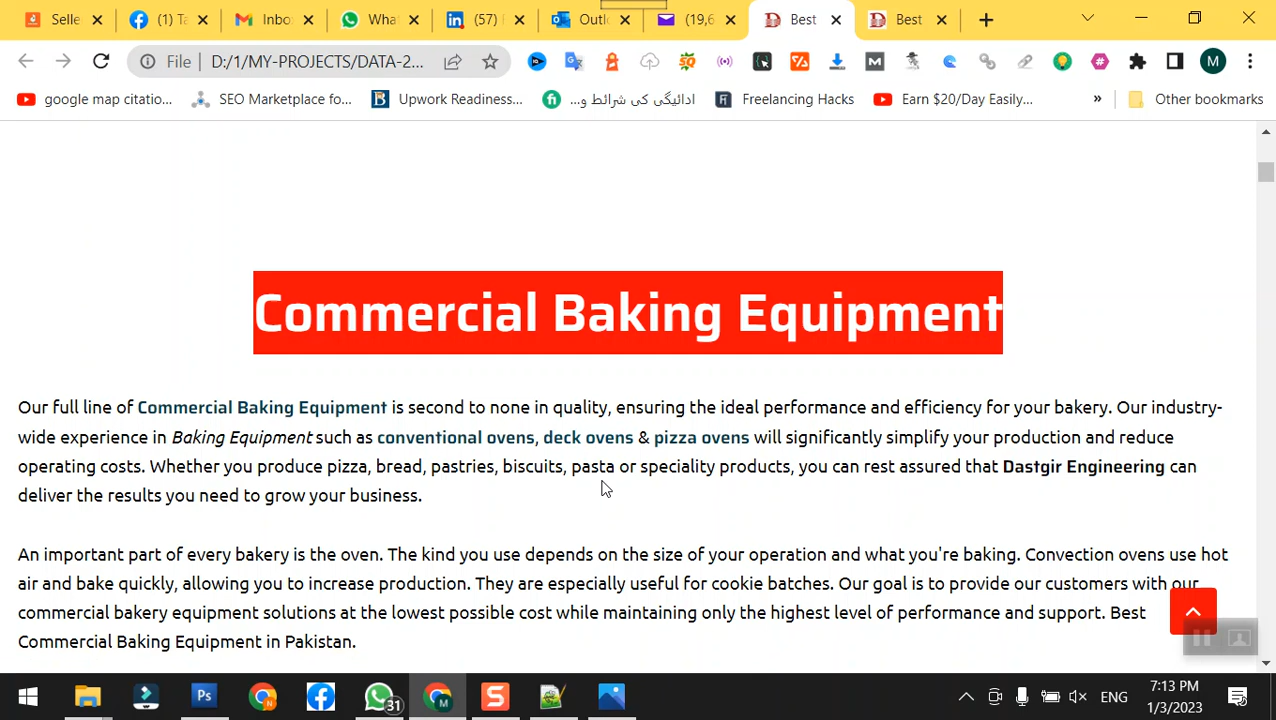 Selle
(1) Ta
Inbo
What
(57) F
Outlo
(19,6
Best
Best
File D:/1/MY-PROJECTS/DATA-2...
M
google map citatio...
SEO Marketplace fo...
Upwork Readiness...
ادائیگی کی شرائط و...
Freelancing Hacks
Earn $20/Day Easily...
»
Other bookmarks
Commercial Baking Equipment
Our full line of Commercial Baking Equipment is second to none in quality, ensuring the ideal performance and efficiency for your bakery. Our industry-
wide experience in Baking Equipment such as conventional ovens, deck ovens & pizza ovens will significantly simplify your production and reduce
operating costs. Whether you produce pizza, bread, pastries, biscuits, pasta or speciality products, you can rest assured that Dastgir Engineering can
deliver the results you need to grow your business.
An important part of every bakery is the oven. The kind you use depends on the size of your operation and what you're baking. Convection ovens use hot
air and bake quickly, allowing you to increase production. They are especially useful for cookie batches. Our goal is to provide our customers with our
commercial bakery equipment solutions at the lowest possible cost while maintaining only the highest level of performance and support. Best
Commercial Baking Equipment in Pakistan.
31
ENG
7:13 PM
1/3/2023